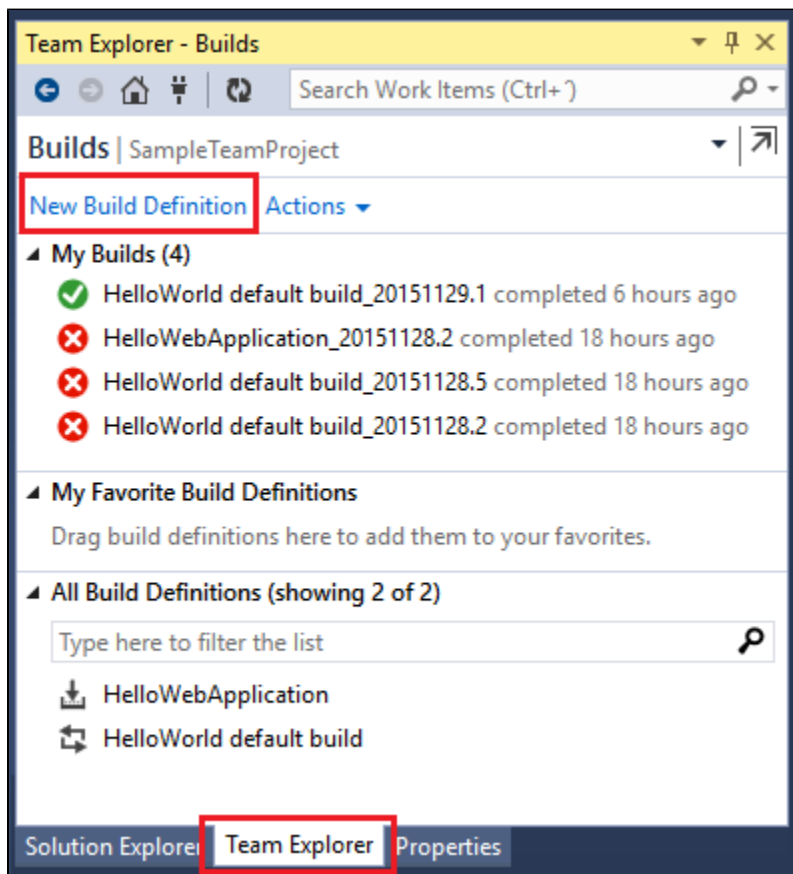 Team Explorer - Builds
Search Work Items (Ctrl+´)
Builds | SampleTeamProject
New Build Definition Actions
My Builds (4)
HelloWorld default build_20151129.1 completed 6 hours ago
HelloWebApplication_20151128.2 completed 18 hours ago
HelloWorld default build_20151128.5 completed 18 hours ago
HelloWorld default build_20151128.2 completed 18 hours ago
My Favorite Build Definitions
Drag build definitions here to add them to your favorites.
All Build Definitions (showing 2 of 2)
Type here to filter the list
HelloWebApplication
HelloWorld default build
Solution Explorer Team Explorer Properties